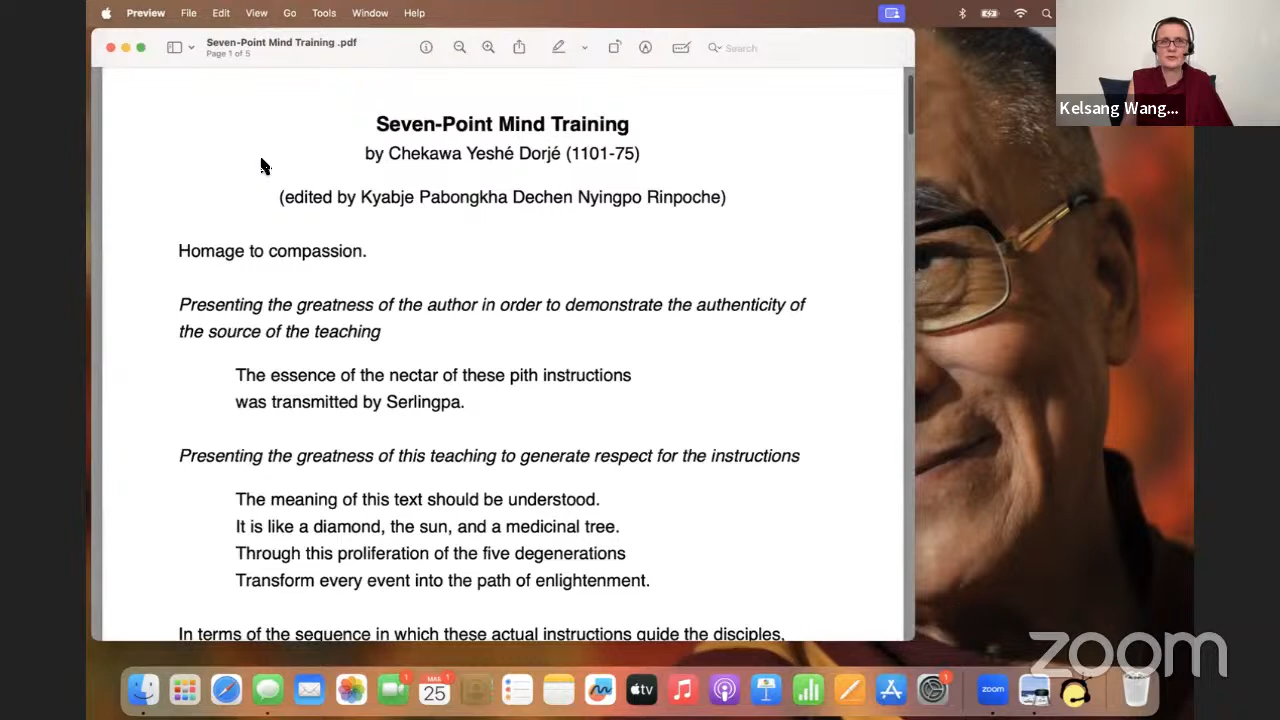 Preview File Edit View Go Tools Window Help
Seven-Point Mind Training .pdf
Page 1 of 5
Search
Kelsang Wang...
Seven-Point Mind Training
by Chekawa Yeshé Dorjé (1101-75)
(edited by Kyabje Pabongkha Dechen Nyingpo Rinpoche)
Homage to compassion.
Presenting the greatness of the author in order to demonstrate the authenticity of
the source of the teaching
The essence of the nectar of these pith instructions
was transmitted by Serlingpa.
Presenting the greatness of this teaching to generate respect for the instructions
The meaning of this text should be understood.
It is like a diamond, the sun, and a medicinal tree.
Through this proliferation of the five degenerations
Transform every event into the path of enlightenment.
In terms of the sequence in which these actual instructions guide the disciples,
zoom
1
MAR 1
25
tv
1
zoom